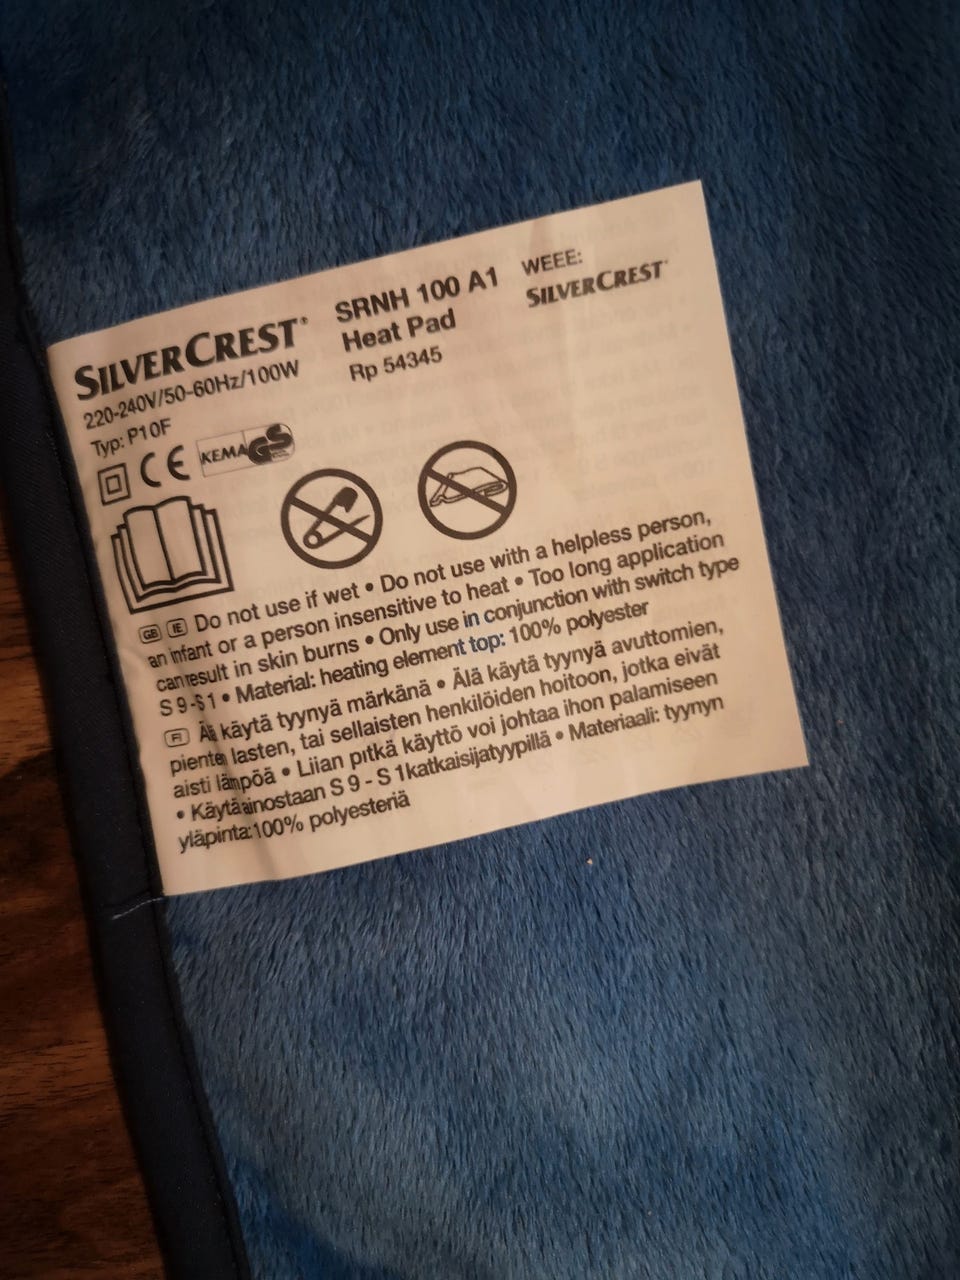 SILVERCREST®
220-240V/50-60Hz/100W
Typ: P10F
SRNH 100 A1
Heat Pad
Rp 54345
WEEE:
SILVERCREST®
CE KEMA GS
GB IE Do not use if wet • Do not use with a helpless person,
an infant or a person insensitive to heat • Too long application
can result in skin burns • Only use in conjunction with switch type
S 9-S 1 • Material: heating element top: 100% polyester
FI Älä käytä tyynyä märkänä • Älä käytä tyynyä avuttomien,
pienten lasten, tai sellaisten henkilöiden hoitoon, jotka eivät
aisti lämpöä • Liian pitkä käyttö voi johtaa ihon palamiseen
• Käytä ainostaan S 9 - S 1katkaisijatyypillä • Materiaali: tyynyn
yläpinta:100% polyesteriä